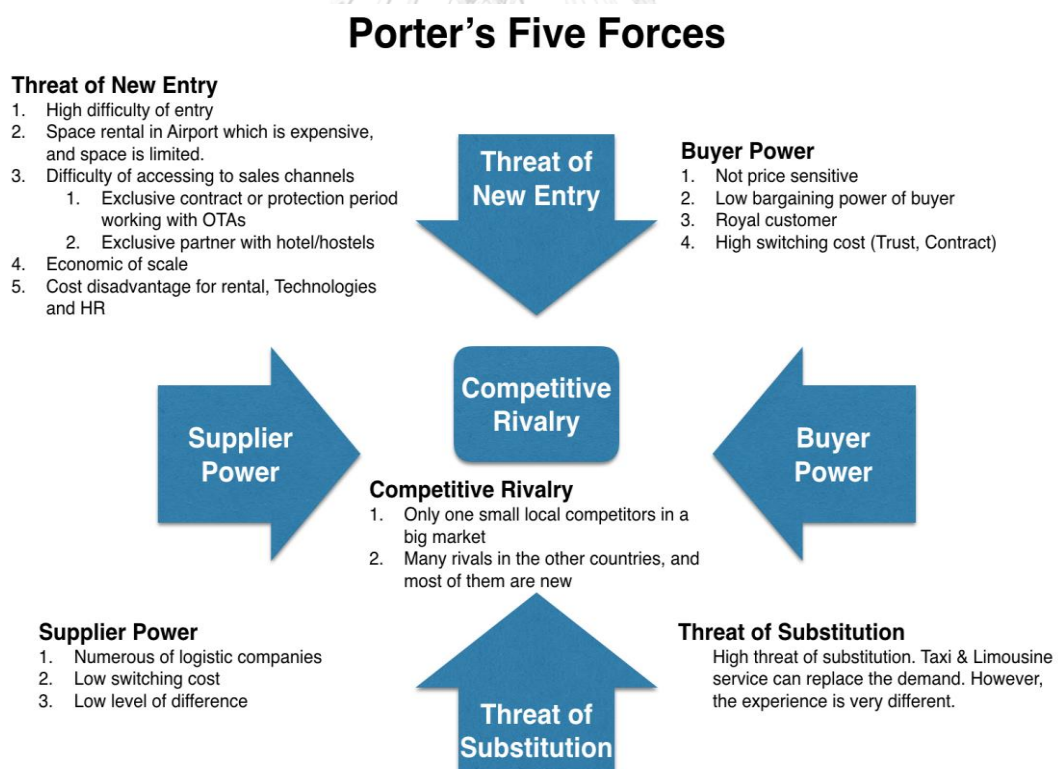 Porter's Five Forces
Threat of New Entry
1. High difficulty of entry
2. Space rental in Airport which is expensive,
and space is limited.
3. Difficulty of accessing to sales channels
1. Exclusive contract or protection period
working with OTAs
2. Exclusive partner with hotel/hostels
4. Economic of scale
5. Cost disadvantage for rental, Technologies
and HR
Threat of
New Entry
Buyer Power
1. Not price sensitive
2. Low bargaining power of buyer
3. Royal customer
4. High switching cost (Trust, Contract)
Supplier
Power
Competitive
Rivalry
Buyer
Power
Competitive Rivalry
1. Only one small local competitors in a
big market
2. Many rivals in the other countries, and
most of them are new
Supplier Power
1. Numerous of logistic companies
2. Low switching cost
3. Low level of difference
Threat of
Substitution
Threat of Substitution
High threat of substitution. Taxi & Limousine
service can replace the demand. However,
the experience is very different.